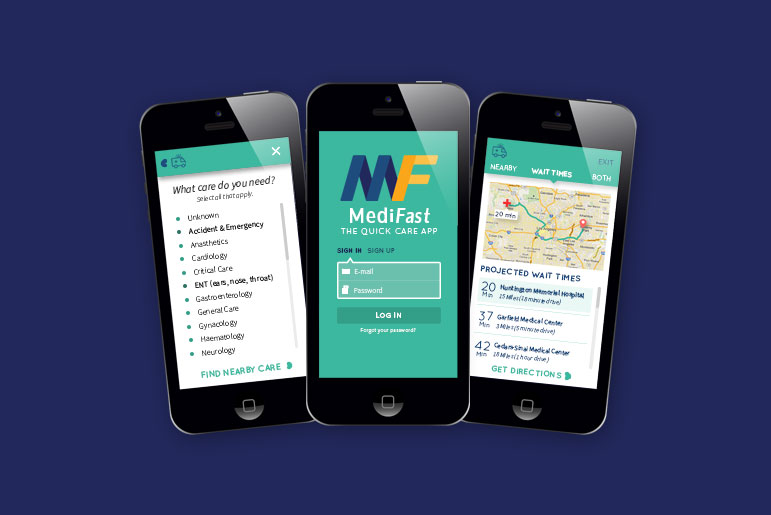 What care do you need?
Select all that apply.
Unknown
Accident & Emergency
Anasthetics
Cardiology
Critical Care
ENT (ears, nose, throat)
Gastroenterology
General Care
Gynacology
Haematology
Neurology
FIND NEARBY CARE
MF
MediFast
THE QUICK CARE APP
SIGN IN SIGN UP
E-mail
Password
LOG IN
Forgot your password?
EXIT
NEARBY WAIT TIMES BOTH
20 min
PROJECTED WAIT TIMES
20 Min
Huntington Memorial Hospital
15 Miles (18 minute drive)
37 Min
Garfield Medical Center
3 Miles (5 minute drive)
42 Min
Cedars-Sinai Medical Center
18 Miles (1 hour drive)
GET DIRECTIONS